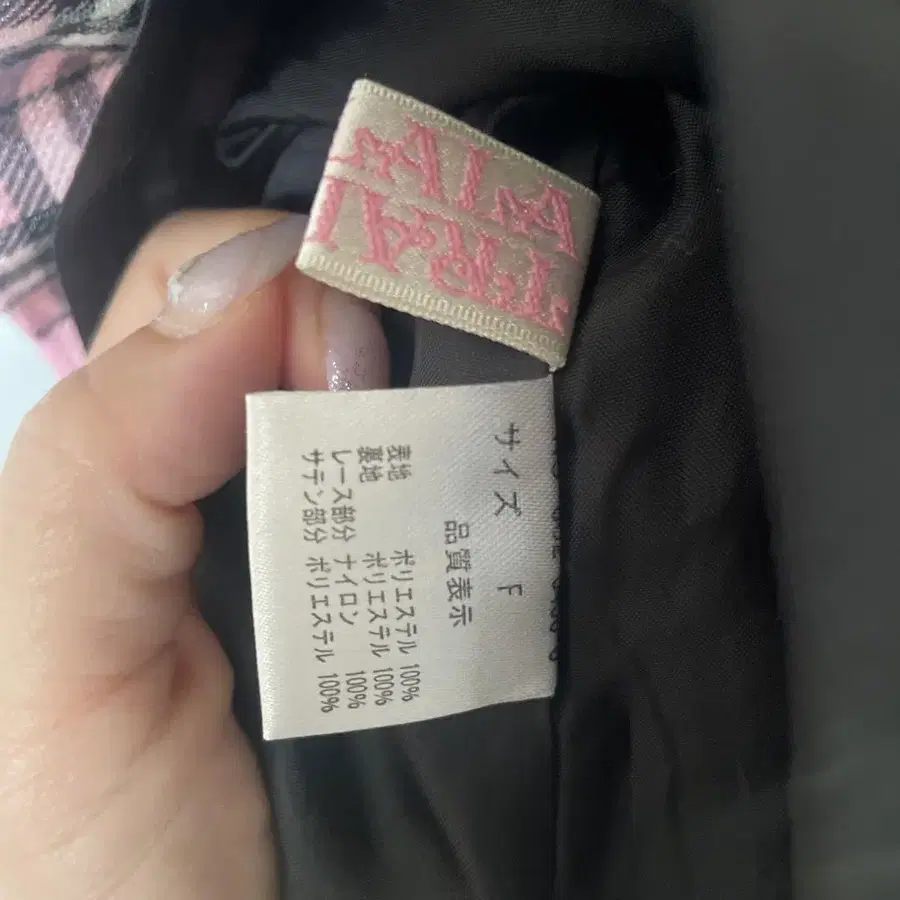 サイズ F
品質表示
表地 ポリエステル 100%
裏地 ポリエステル 100%
レース部分 ナイロン 100%
サテン部分 ポリエステル 100%